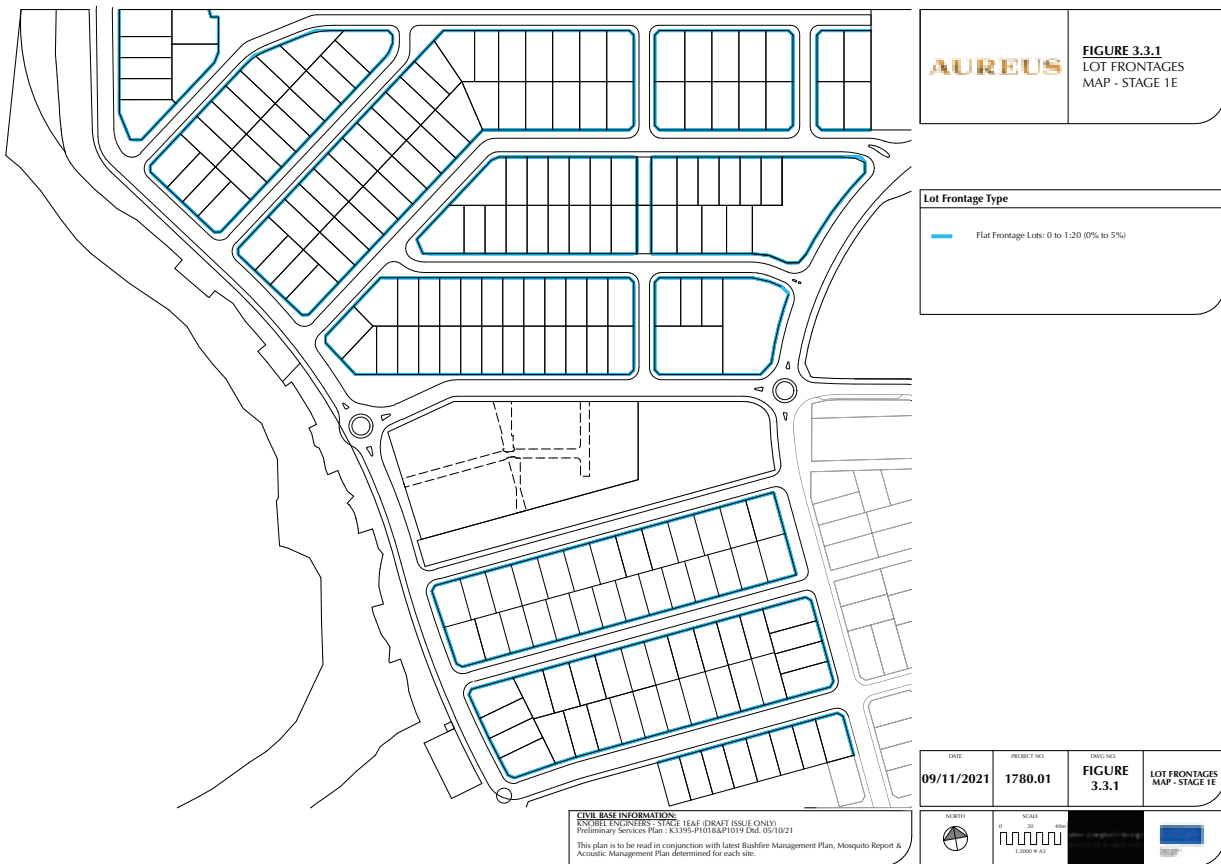 AUREUS
FIGURE 3.3.1
LOT FRONTAGES
MAP - STAGE 1E
Lot Frontage Type
Flat Frontage Lots: 0 to 1:20 (0% to 5%)
CIVIL BASE INFORMATION:
KNOBEL ENGINEERS - STAGE 1E&F (DRAFT ISSUE ONLY)
Preliminary Services Plan : K3395-P1018&P1019 Dtd. 05/10/21
This plan is to be read in conjunction with latest Bushfire Management Plan, Mosquito Report &
Acoustic Management Plan determined for each site.
DATE
09/11/2021
PROJECT NO.
1780.01
DWG NO.
FIGURE
3.3.1
LOT FRONTAGES
MAP - STAGE 1E
NORTH
SCALE
0 20 40m
1:2000 @ A3